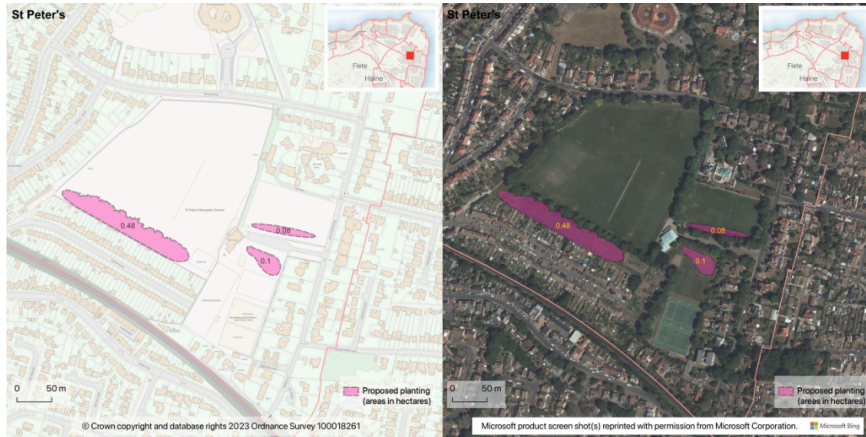 St Peter's
Flete
Haine
0.48
0.08
0.1
0 50 m
Proposed planting
(areas in hectares)
© Crown copyright and database rights 2023 Ordnance Survey 100018261
St Peter's
Flete
Haine
0.48
0.08
0.1
0 50 m
Proposed planting
(areas in hectares)
Microsoft product screen shot(s) reprinted with permission from Microsoft Corporation.
Microsoft Bing